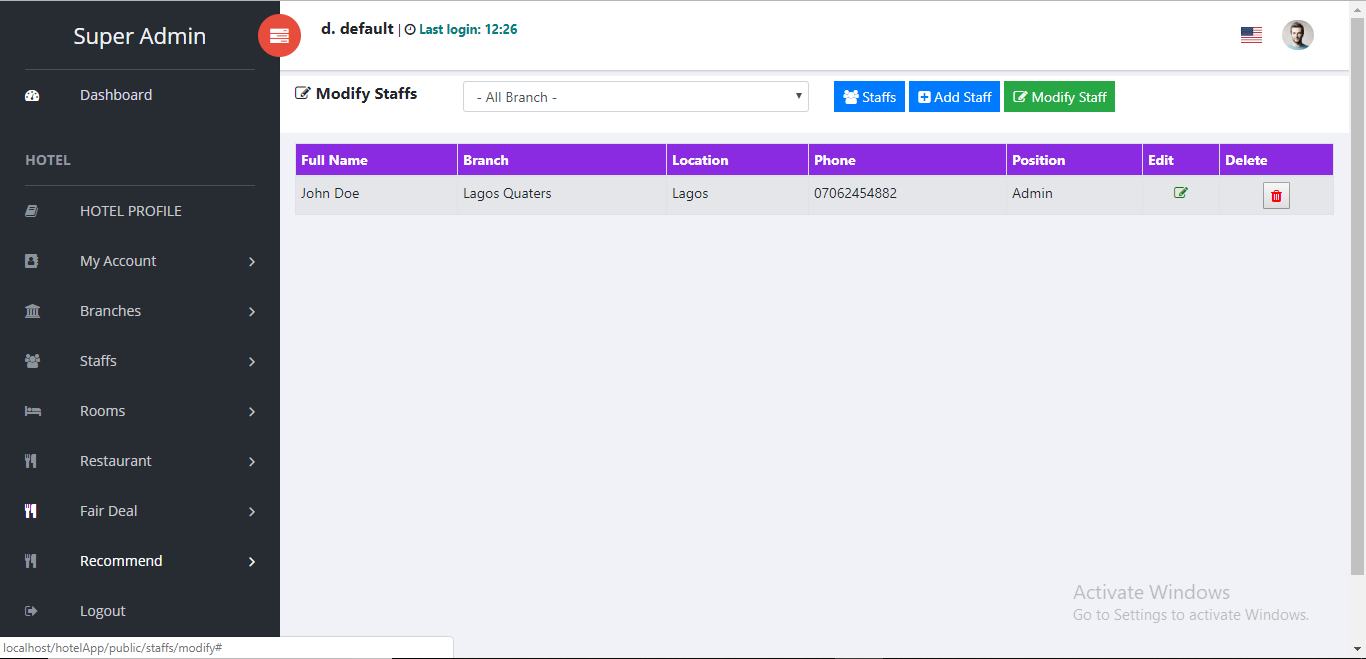 Super Admin
d. default | Last login: 12:26
Dashboard
HOTEL
HOTEL PROFILE
My Account
Branches
Staffs
Rooms
Restaurant
Fair Deal
Recommend
Logout
Modify Staffs
- All Branch -
Staffs
Add Staff
Modify Staff
Full Name Branch Location Phone Position Edit Delete
John Doe Lagos Quaters Lagos 07062454882 Admin
Activate Windows
Go to Settings to activate Windows.
localhost/hotelApp/public/staffs/modify#